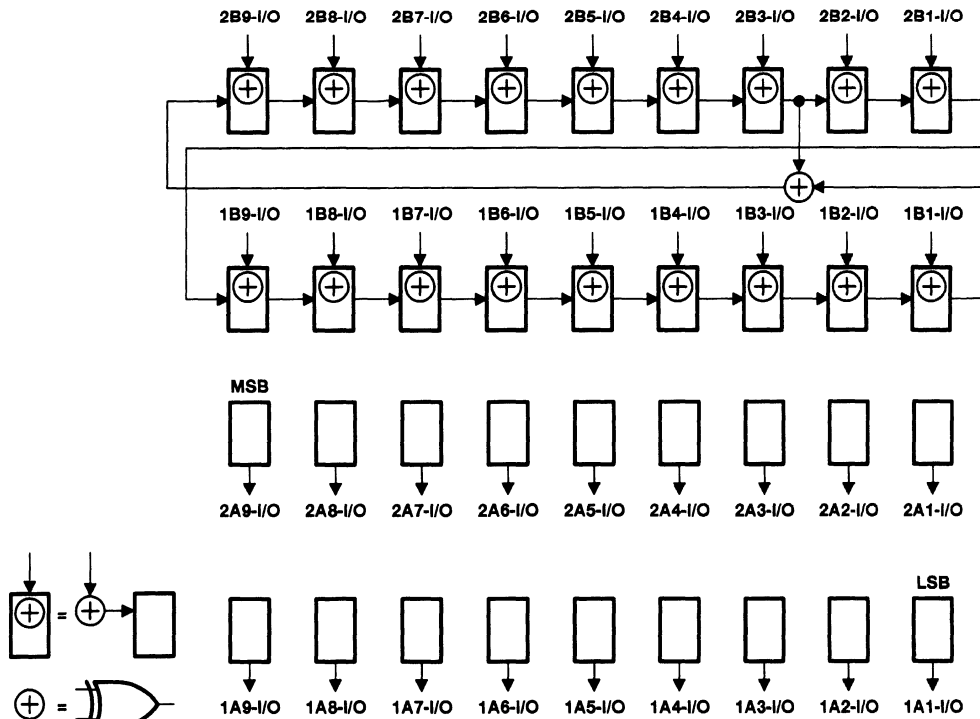 2B9-I/O 2B8-I/O 2B7-I/O 2B6-I/O 2B5-I/O 2B4-I/O 2B3-I/O 2B2-I/O 2B1-I/O
1B9-I/O 1B8-I/O 1B7-I/O 1B6-I/O 1B5-I/O 1B4-I/O 1B3-I/O 1B2-I/O 1B1-I/O
MSB
2A9-I/O 2A8-I/O 2A7-I/O 2A6-I/O 2A5-I/O 2A4-I/O 2A3-I/O 2A2-I/O 2A1-I/O
LSB
=
=
1A9-I/O 1A8-I/O 1A7-I/O 1A6-I/O 1A5-I/O 1A4-I/O 1A3-I/O 1A2-I/O 1A1-I/O